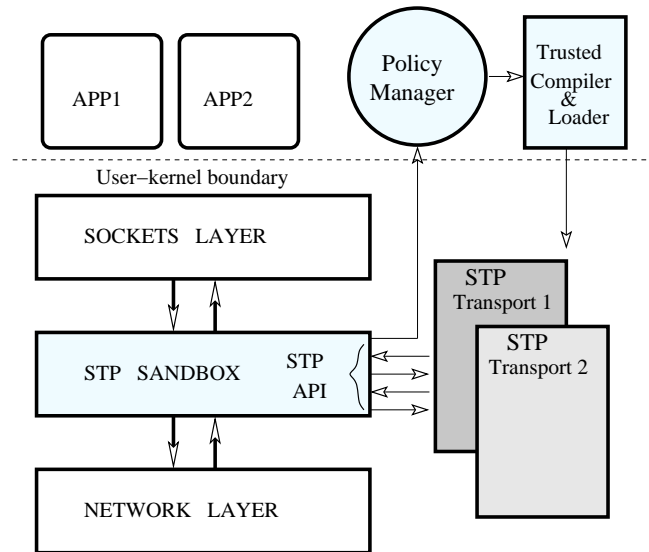 APP1
APP2
Policy
Manager
Trusted
Compiler
&
Loader
User–kernel boundary
SOCKETS LAYER
STP SANDBOX
STP
API
STP
Transport 1
STP
Transport 2
NETWORK LAYER